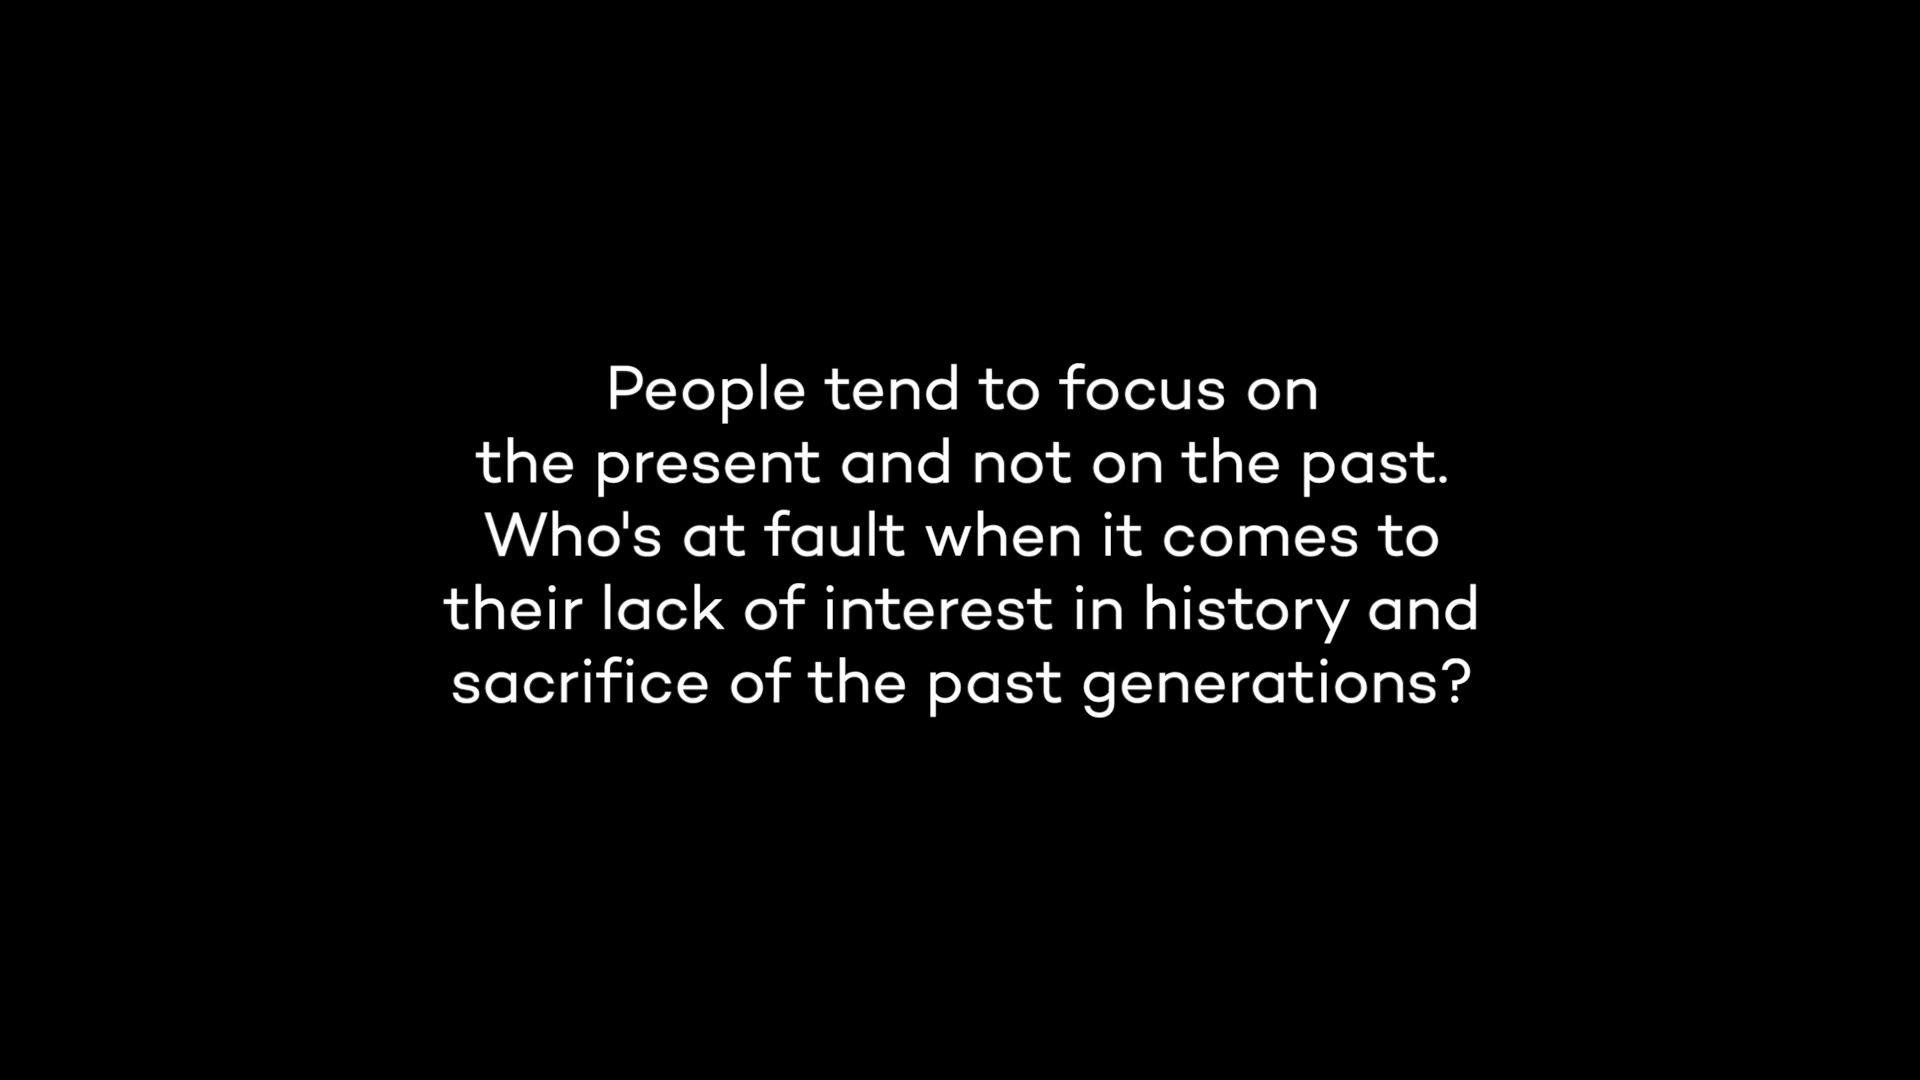 People tend to focus on
the present and not on the past.
Who's at fault when it comes to
their lack of interest in history and
sacrifice of the past generations?